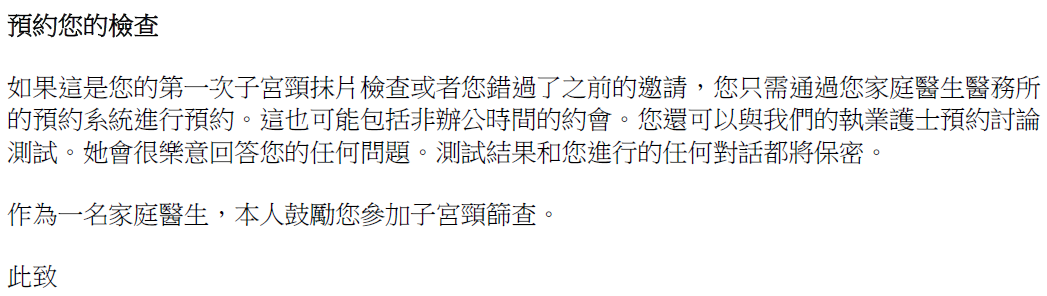 預約您的檢查
如果這是您的第一次子宮頸抹片檢查或者您錯過了之前的邀請，您只需通過您家庭醫生醫務所
的預約系統進行預約。這也可能包括非辦公時間的約會。您還可以與我們的執業護士預約討論
測試。她會很樂意回答您的任何問題。測試結果和您進行的任何對話都將保密。
作為一名家庭醫生，本人鼓勵您參加子宮頸篩查。
此致